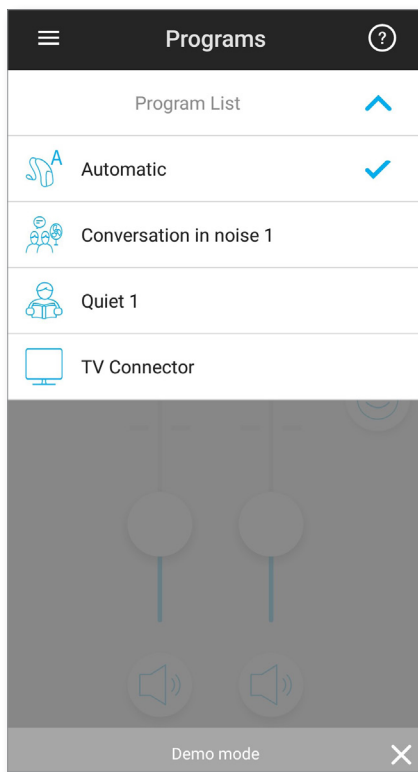 Programs
Program List
Automatic
Conversation in noise 1
Quiet 1
TV Connector
Demo mode